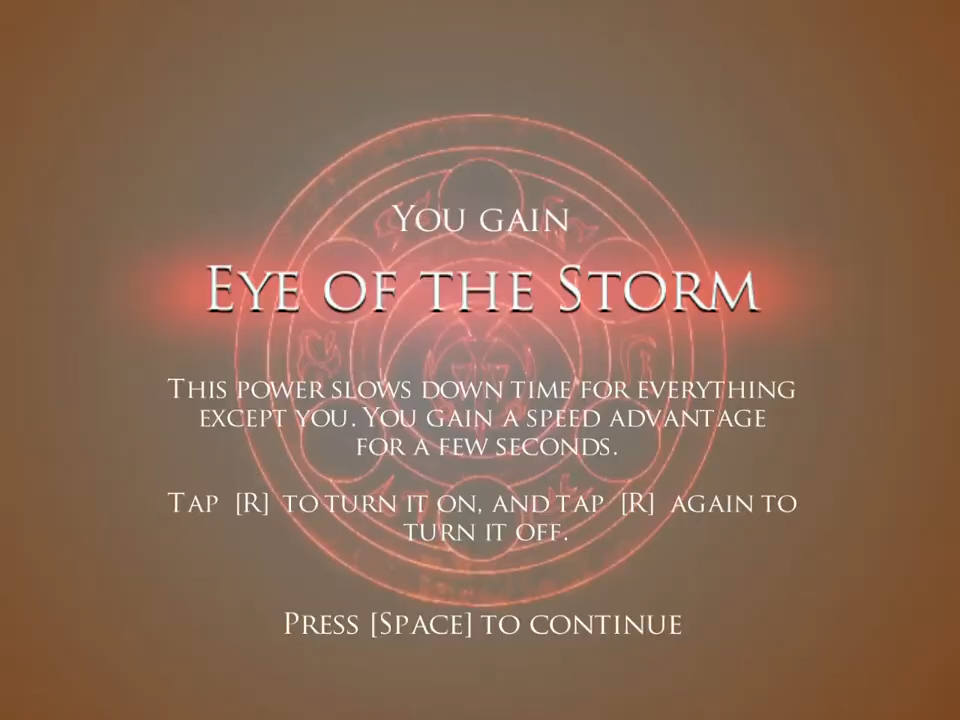 You gain
Eye of the Storm
This power slows down time for everything
except you. You gain a speed advantage
for a few seconds.
Tap [R] to turn it on, and tap [R] again to
turn it off.
Press [Space] to continue